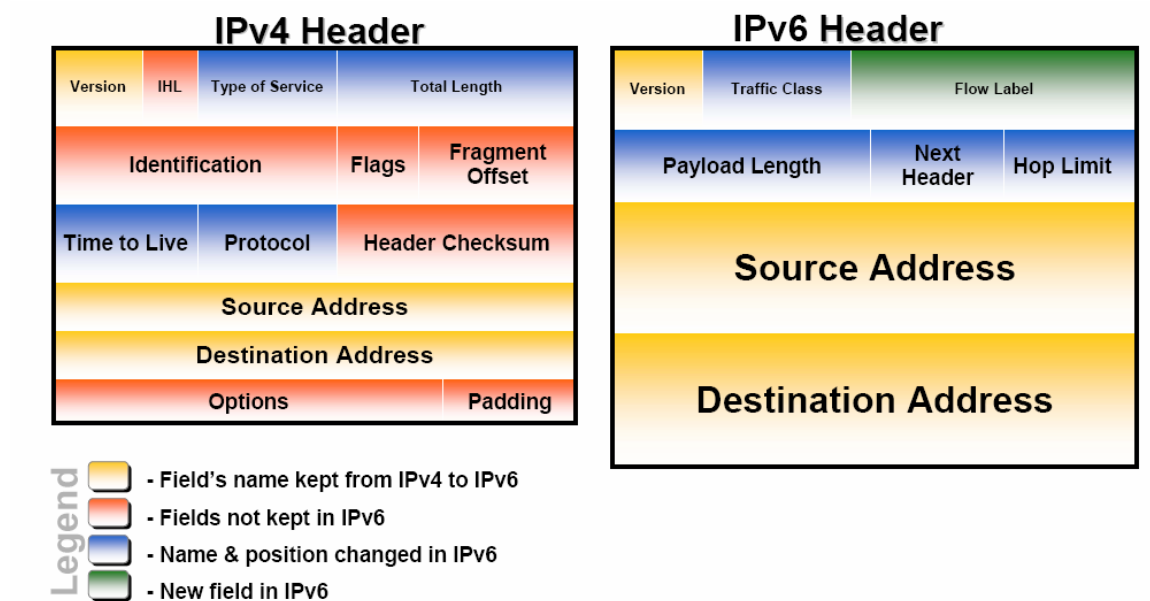 IPv4 Header
Version IHL Type of Service Total Length
Identification Flags Fragment
Offset
Time to Live Protocol Header Checksum
Source Address
Destination Address
Options Padding
IPv6 Header
Version Traffic Class Flow Label
Payload Length Next
Header Hop Limit
Source Address
Destination Address
Legend
- Field's name kept from IPv4 to IPv6
- Fields not kept in IPv6
- Name & position changed in IPv6
- New field in IPv6